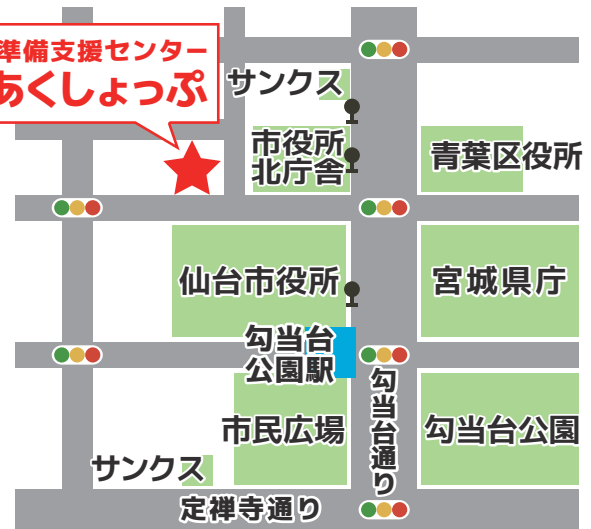 準備支援センター
あくしょっぷ
サンクス
市役所
北庁舎
青葉区役所
仙台市役所
宮城県庁
勾当台
公園駅
勾当台通り
市民広場
勾当台公園
サンクス
定禅寺通り